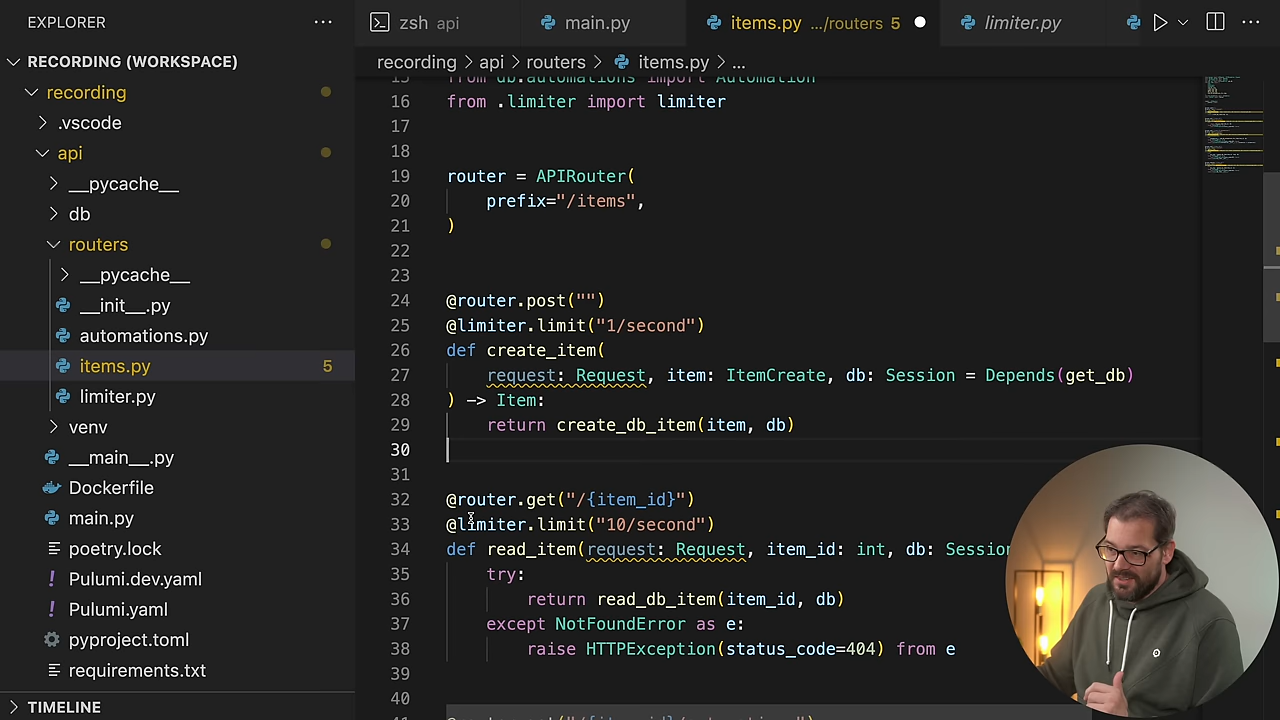 EXPLORER
RECORDING (WORKSPACE)
recording
.vscode
api
__pycache__
db
routers
__pycache__
__init__.py
automations.py
items.py 5
limiter.py
venv
__main__.py
Dockerfile
main.py
poetry.lock
Pulumi.dev.yaml
Pulumi.yaml
pyproject.toml
requirements.txt
TIMELINE
zsh api
main.py
items.py .../routers 5
limiter.py
recording > api > routers > items.py > ...
15 from db.automations import Automation
16 from .limiter import limiter
17
18
19 router = APIRouter(
20 prefix="/items",
21 )
22
23
24 @router.post("")
25 @limiter.limit("1/second")
26 def create_item(
27 request: Request, item: ItemCreate, db: Session = Depends(get_db)
28 ) -> Item:
29 return create_db_item(item, db)
30
31
32 @router.get("/{item_id}")
33 @limiter.limit("10/second")
34 def read_item(request: Request, item_id: int, db: Session
35 try:
36 return read_db_item(item_id, db)
37 except NotFoundError as e:
38 raise HTTPException(status_code=404) from e
39
40